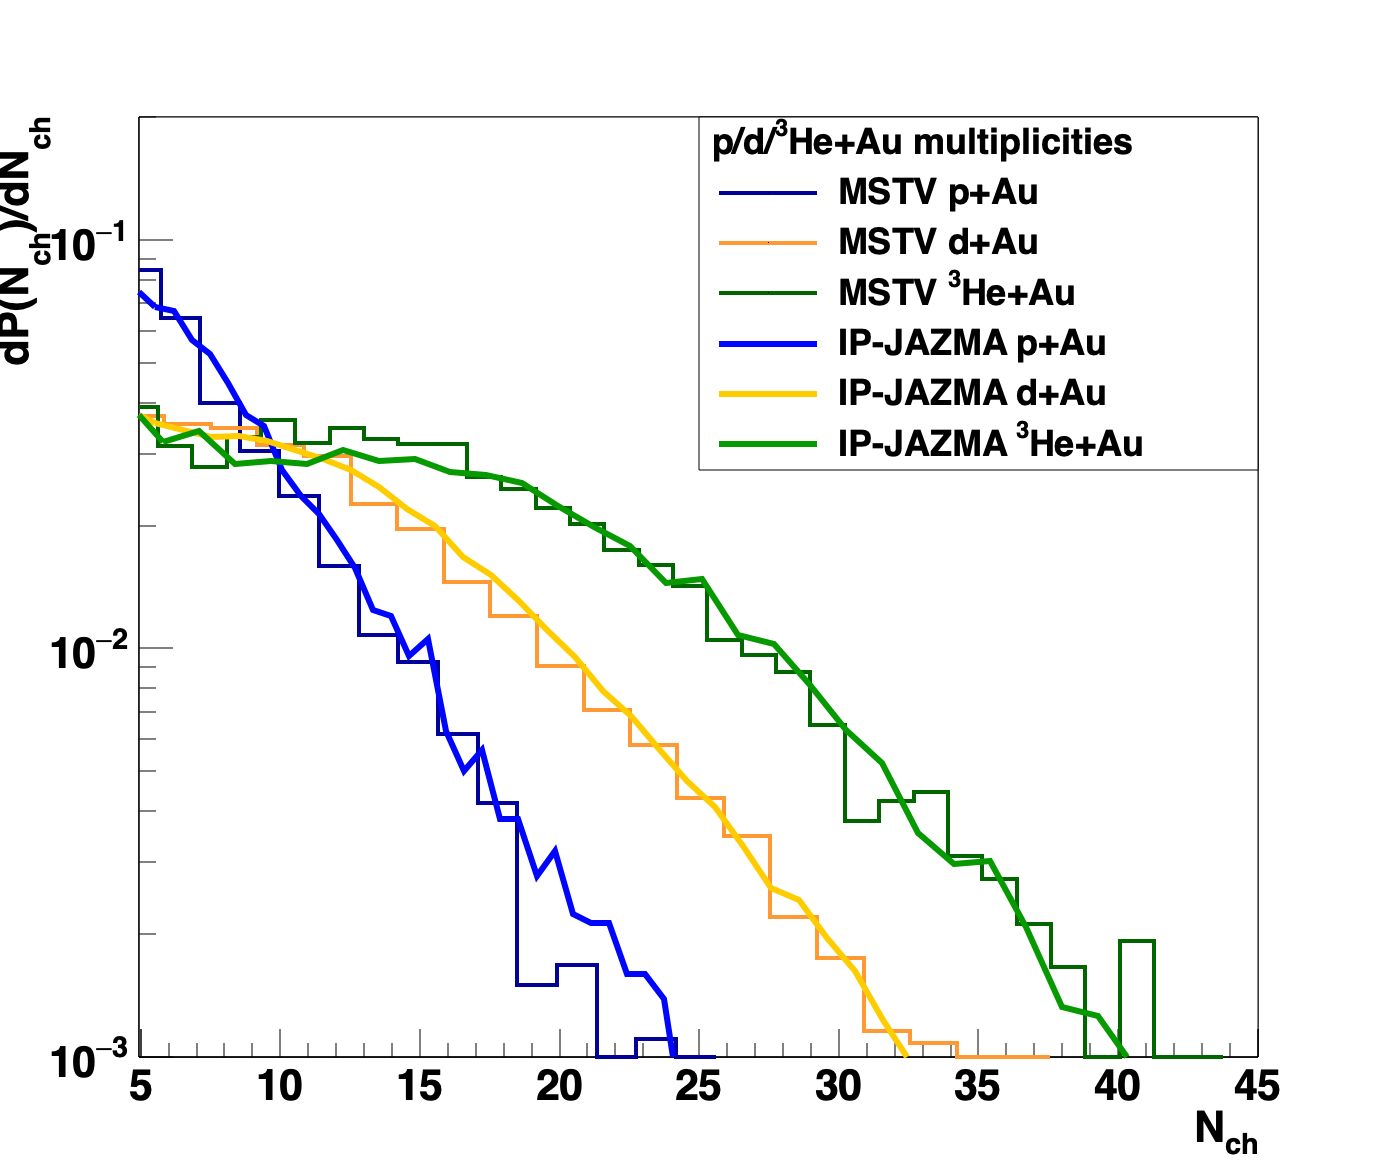 dP(N_ch)/dN_ch
p/d/³He+Au multiplicities
MSTV p+Au
MSTV d+Au
MSTV ³He+Au
IP-JAZMA p+Au
IP-JAZMA d+Au
IP-JAZMA ³He+Au
10⁻¹
10⁻²
10⁻³
5 10 15 20 25 30 35 40 45
N_ch